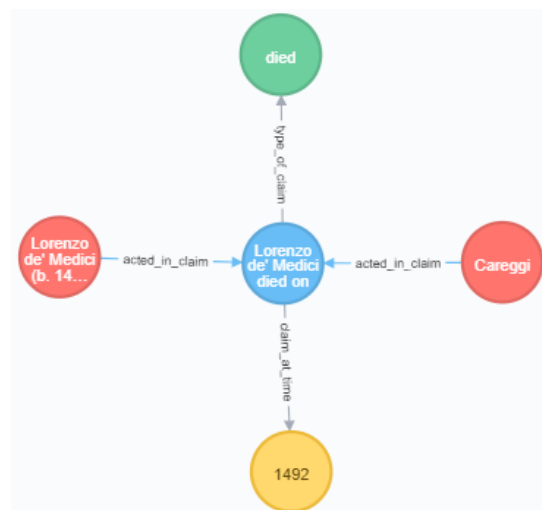 died
type_of_claim
Lorenzo
de' Medici
(b. 14...
acted_in_claim
Lorenzo
de' Medici
died on
acted_in_claim
Careggi
claim_at_time
1492